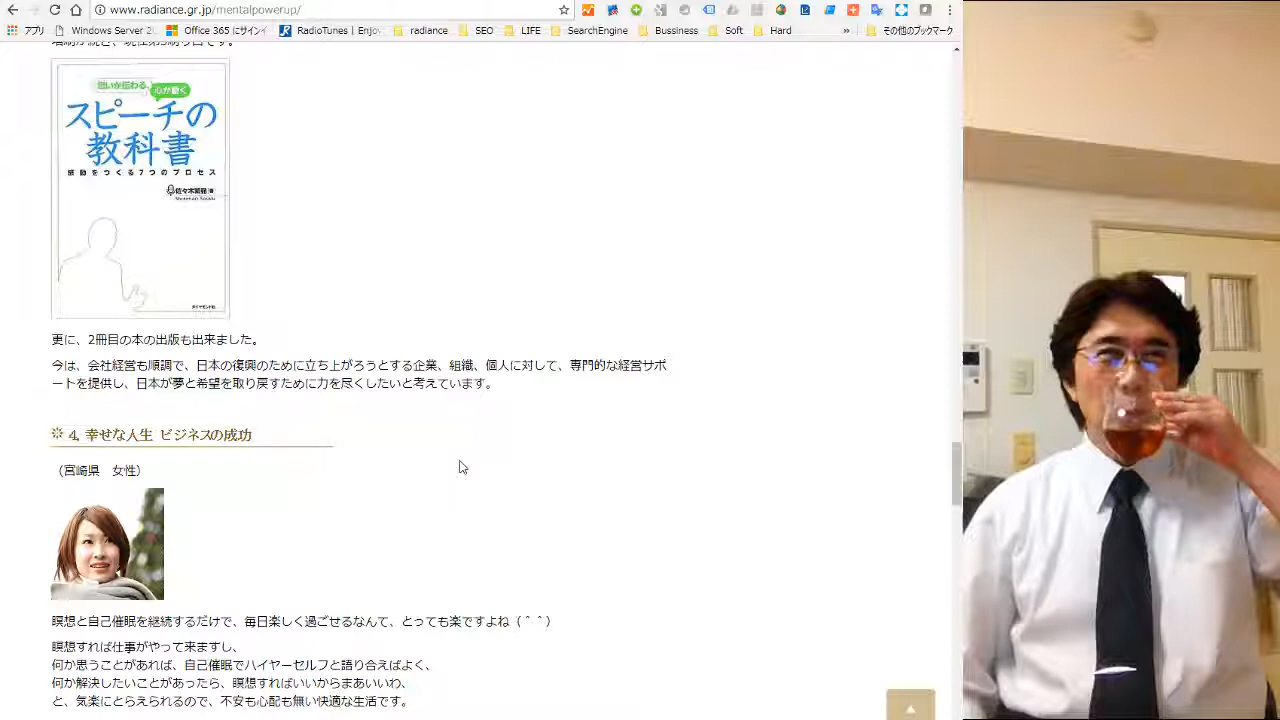 www.radiance.gr.jp/mentalpowerup/
アプリ Office 365 にサインイ RadioTunes | Enjoy radiance SEO LIFE SearchEngine Bussiness Soft Hard » その他のブックマーク
思いが伝わる、心が動く
スピーチの
教科書
感動をつくる7つのプロセス
ダイヤモンド社
更に、2冊目の本の出版も出来ました。
今は、会社経営も順調で、日本の復興のために立ち上がろうとする企業、組織、個人に対して、専門的な経営サポ
ートを提供し、日本が夢と希望を取り戻すために力を尽くしたいと考えています。
4. 幸せな人生 ビジネスの成功
（宮崎県　女性）
瞑想と自己催眠を継続するだけで、毎日楽しく過ごせるなんて、とっても楽ですよね（＾＾）
瞑想すれば仕事がやって来ますし、
何か思うことがあれば、自己催眠でハイヤーセルフと語り合えばよく、
何か解決したいことがあったら、瞑想すればいいからまあいいわ、
と、気楽にとらえられるので、不安も心配も無い快適な生活です。